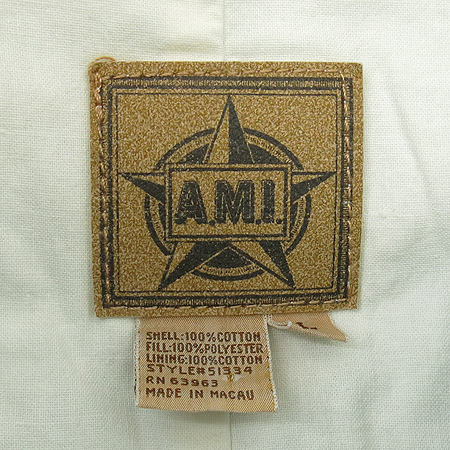 A.M.I.
SHELL:100%COTTON
FILL:100%POLYESTER
LINING:100%COTTON
STYLE#51334
RN 63963
MADE IN MACAU